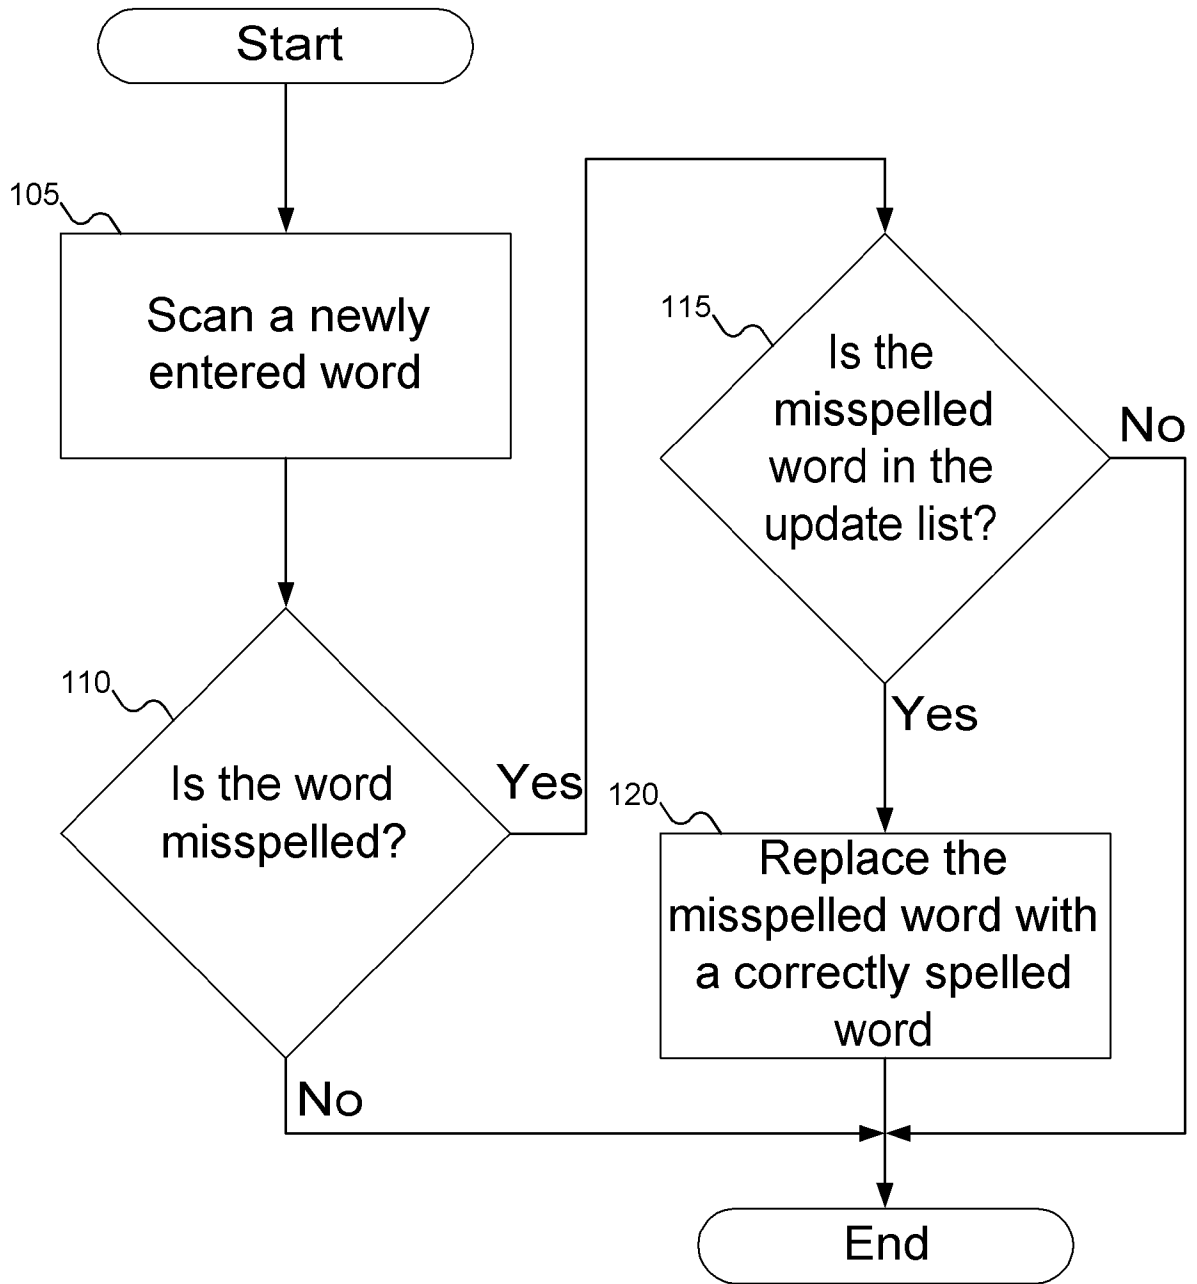 Start
105
Scan a newly
entered word
110
Is the word
misspelled?
Yes
No
115
Is the
misspelled
word in the
update list?
No
Yes
120
Replace the
misspelled word with
a correctly spelled
word
End